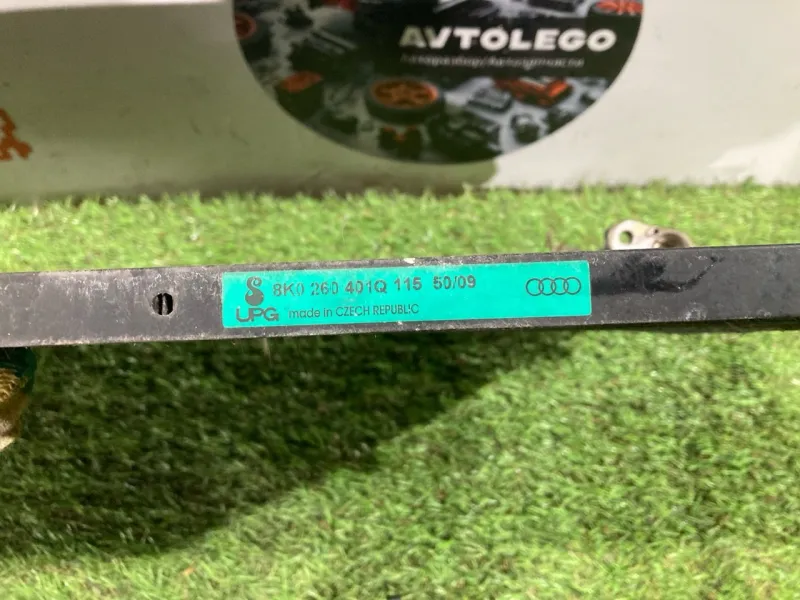 AVTOLEGO
8K0 260 401Q 115 50/09
UPG made in CZECH REPUBLIC